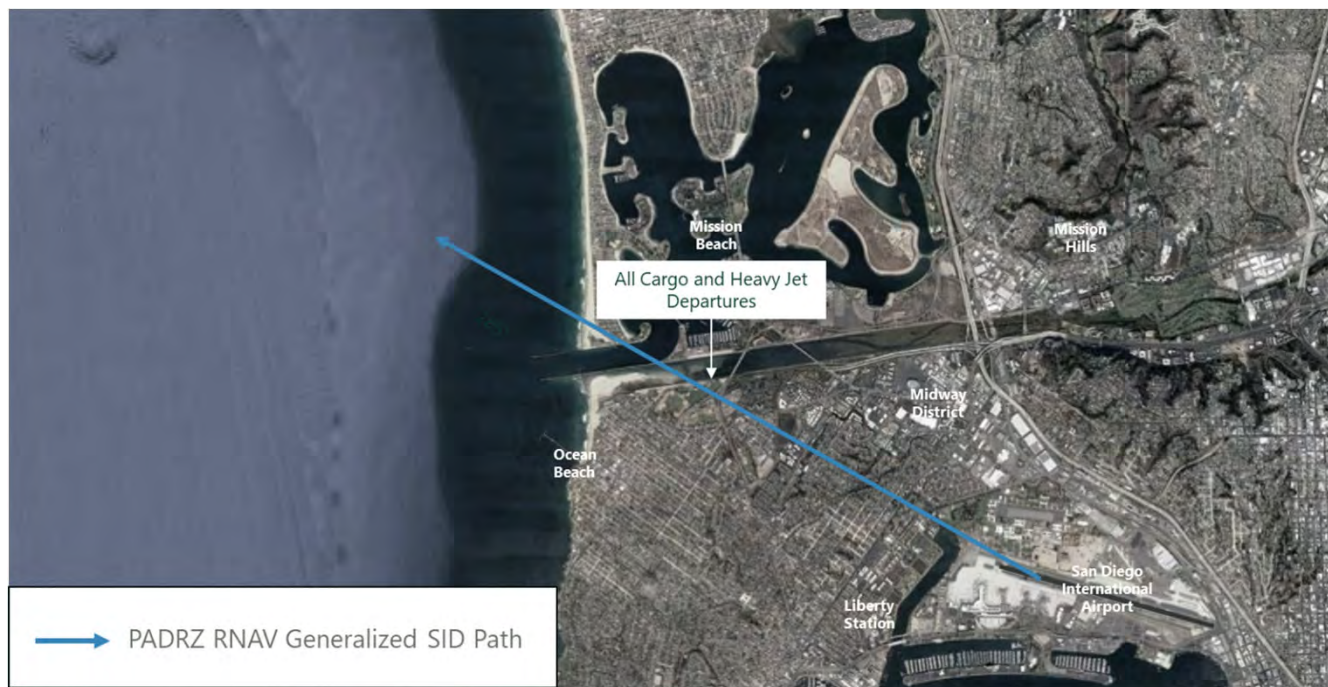 Mission
Beach
Mission
Hills
All Cargo and Heavy Jet
Departures
Midway
District
Ocean
Beach
San Diego
International
Airport
Liberty
Station
PADRZ RNAV Generalized SID Path